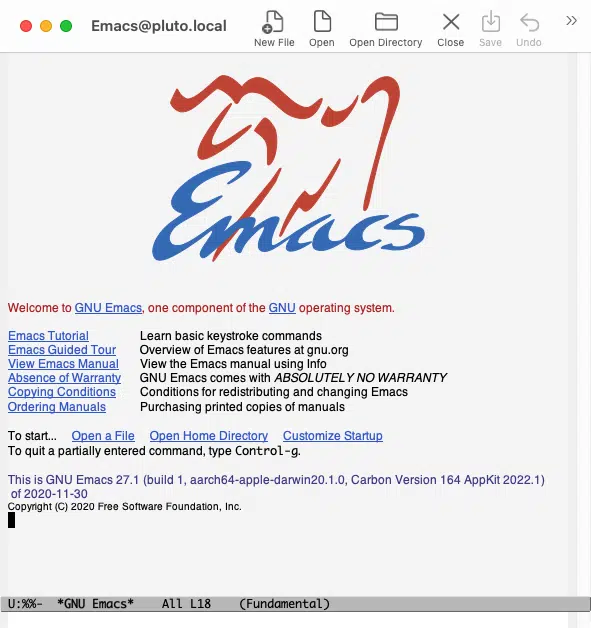 Emacs@pluto.local
New File Open Open Directory Close Save Undo
Emacs
Welcome to GNU Emacs, one component of the GNU operating system.
Emacs Tutorial Learn basic keystroke commands
Emacs Guided Tour Overview of Emacs features at gnu.org
View Emacs Manual View the Emacs manual using Info
Absence of Warranty GNU Emacs comes with ABSOLUTELY NO WARRANTY
Copying Conditions Conditions for redistributing and changing Emacs
Ordering Manuals Purchasing printed copies of manuals
To start... Open a File Open Home Directory Customize Startup
To quit a partially entered command, type Control-g.
This is GNU Emacs 27.1 (build 1, aarch64-apple-darwin20.1.0, Carbon Version 164 AppKit 2022.1)
of 2020-11-30
Copyright (C) 2020 Free Software Foundation, Inc.
U:%%- *GNU Emacs* All L18 (Fundamental)